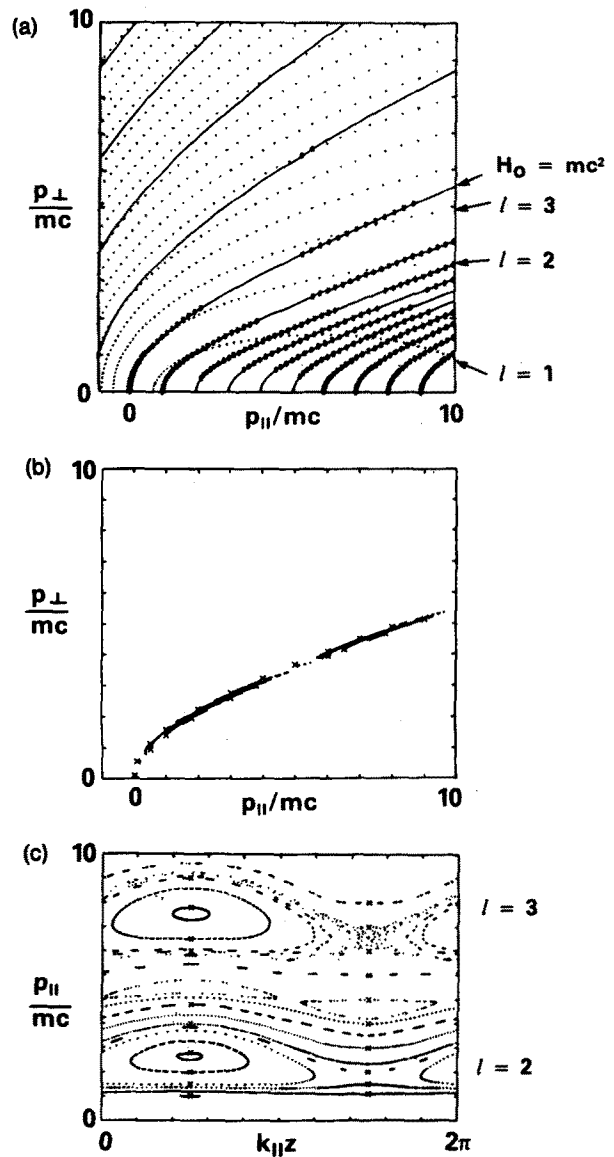 (a)
10
p⊥
mc
0
0
p||/mc
10
H₀ = mc²
l = 3
l = 2
l = 1
(b)
10
p⊥
mc
0
0
p||/mc
10
(c)
10
p||
mc
0
0
k||z
2π
l = 3
l = 2